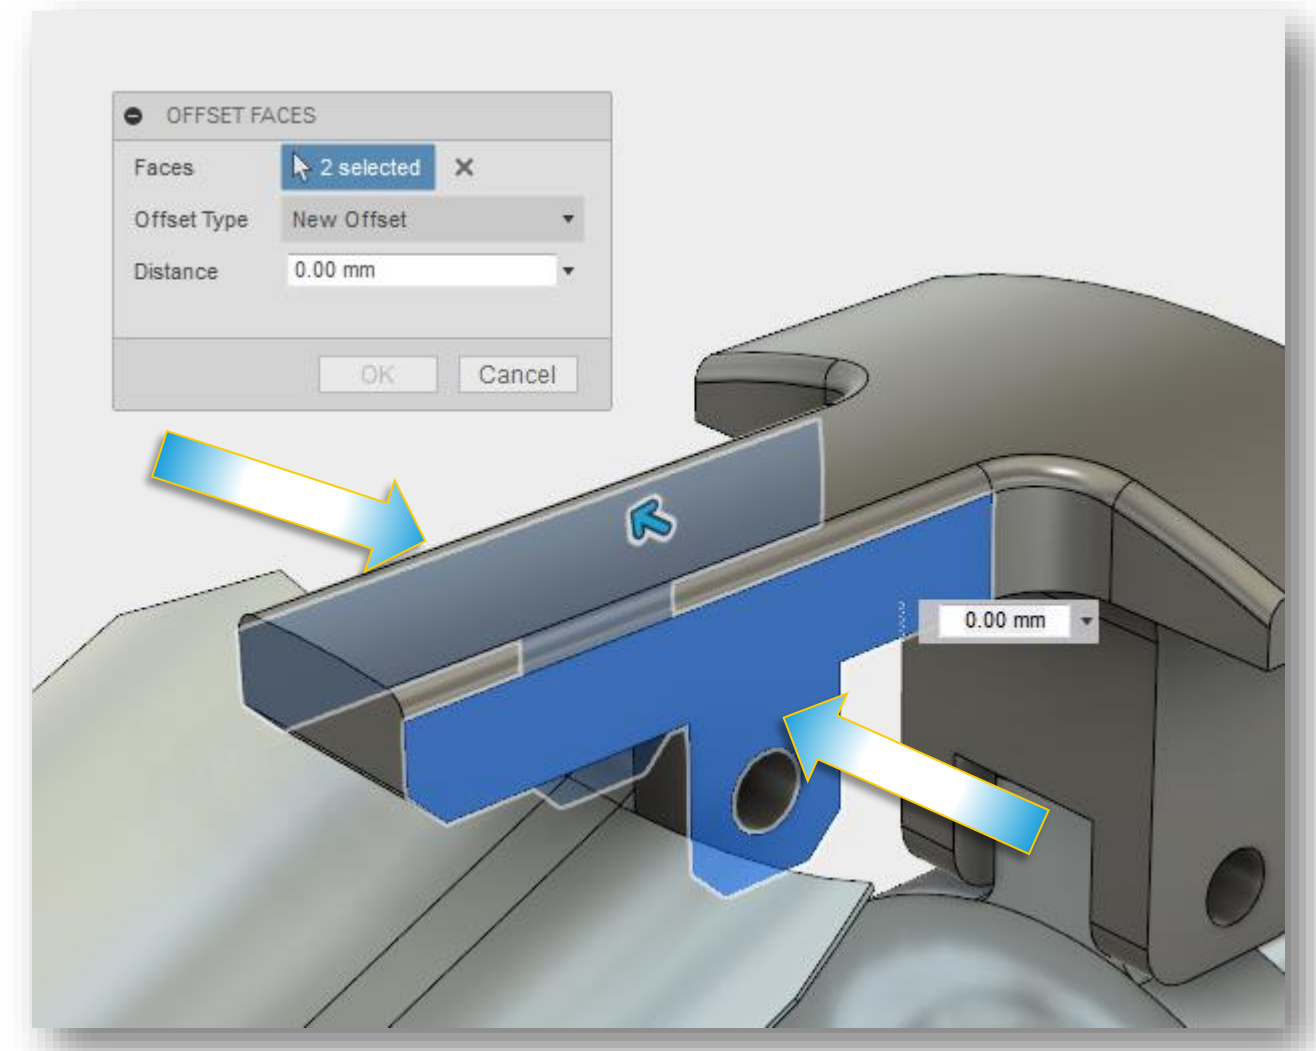 OFFSET FACES
Faces 2 selected
Offset Type New Offset
Distance 0.00 mm
OK Cancel
0.00 mm